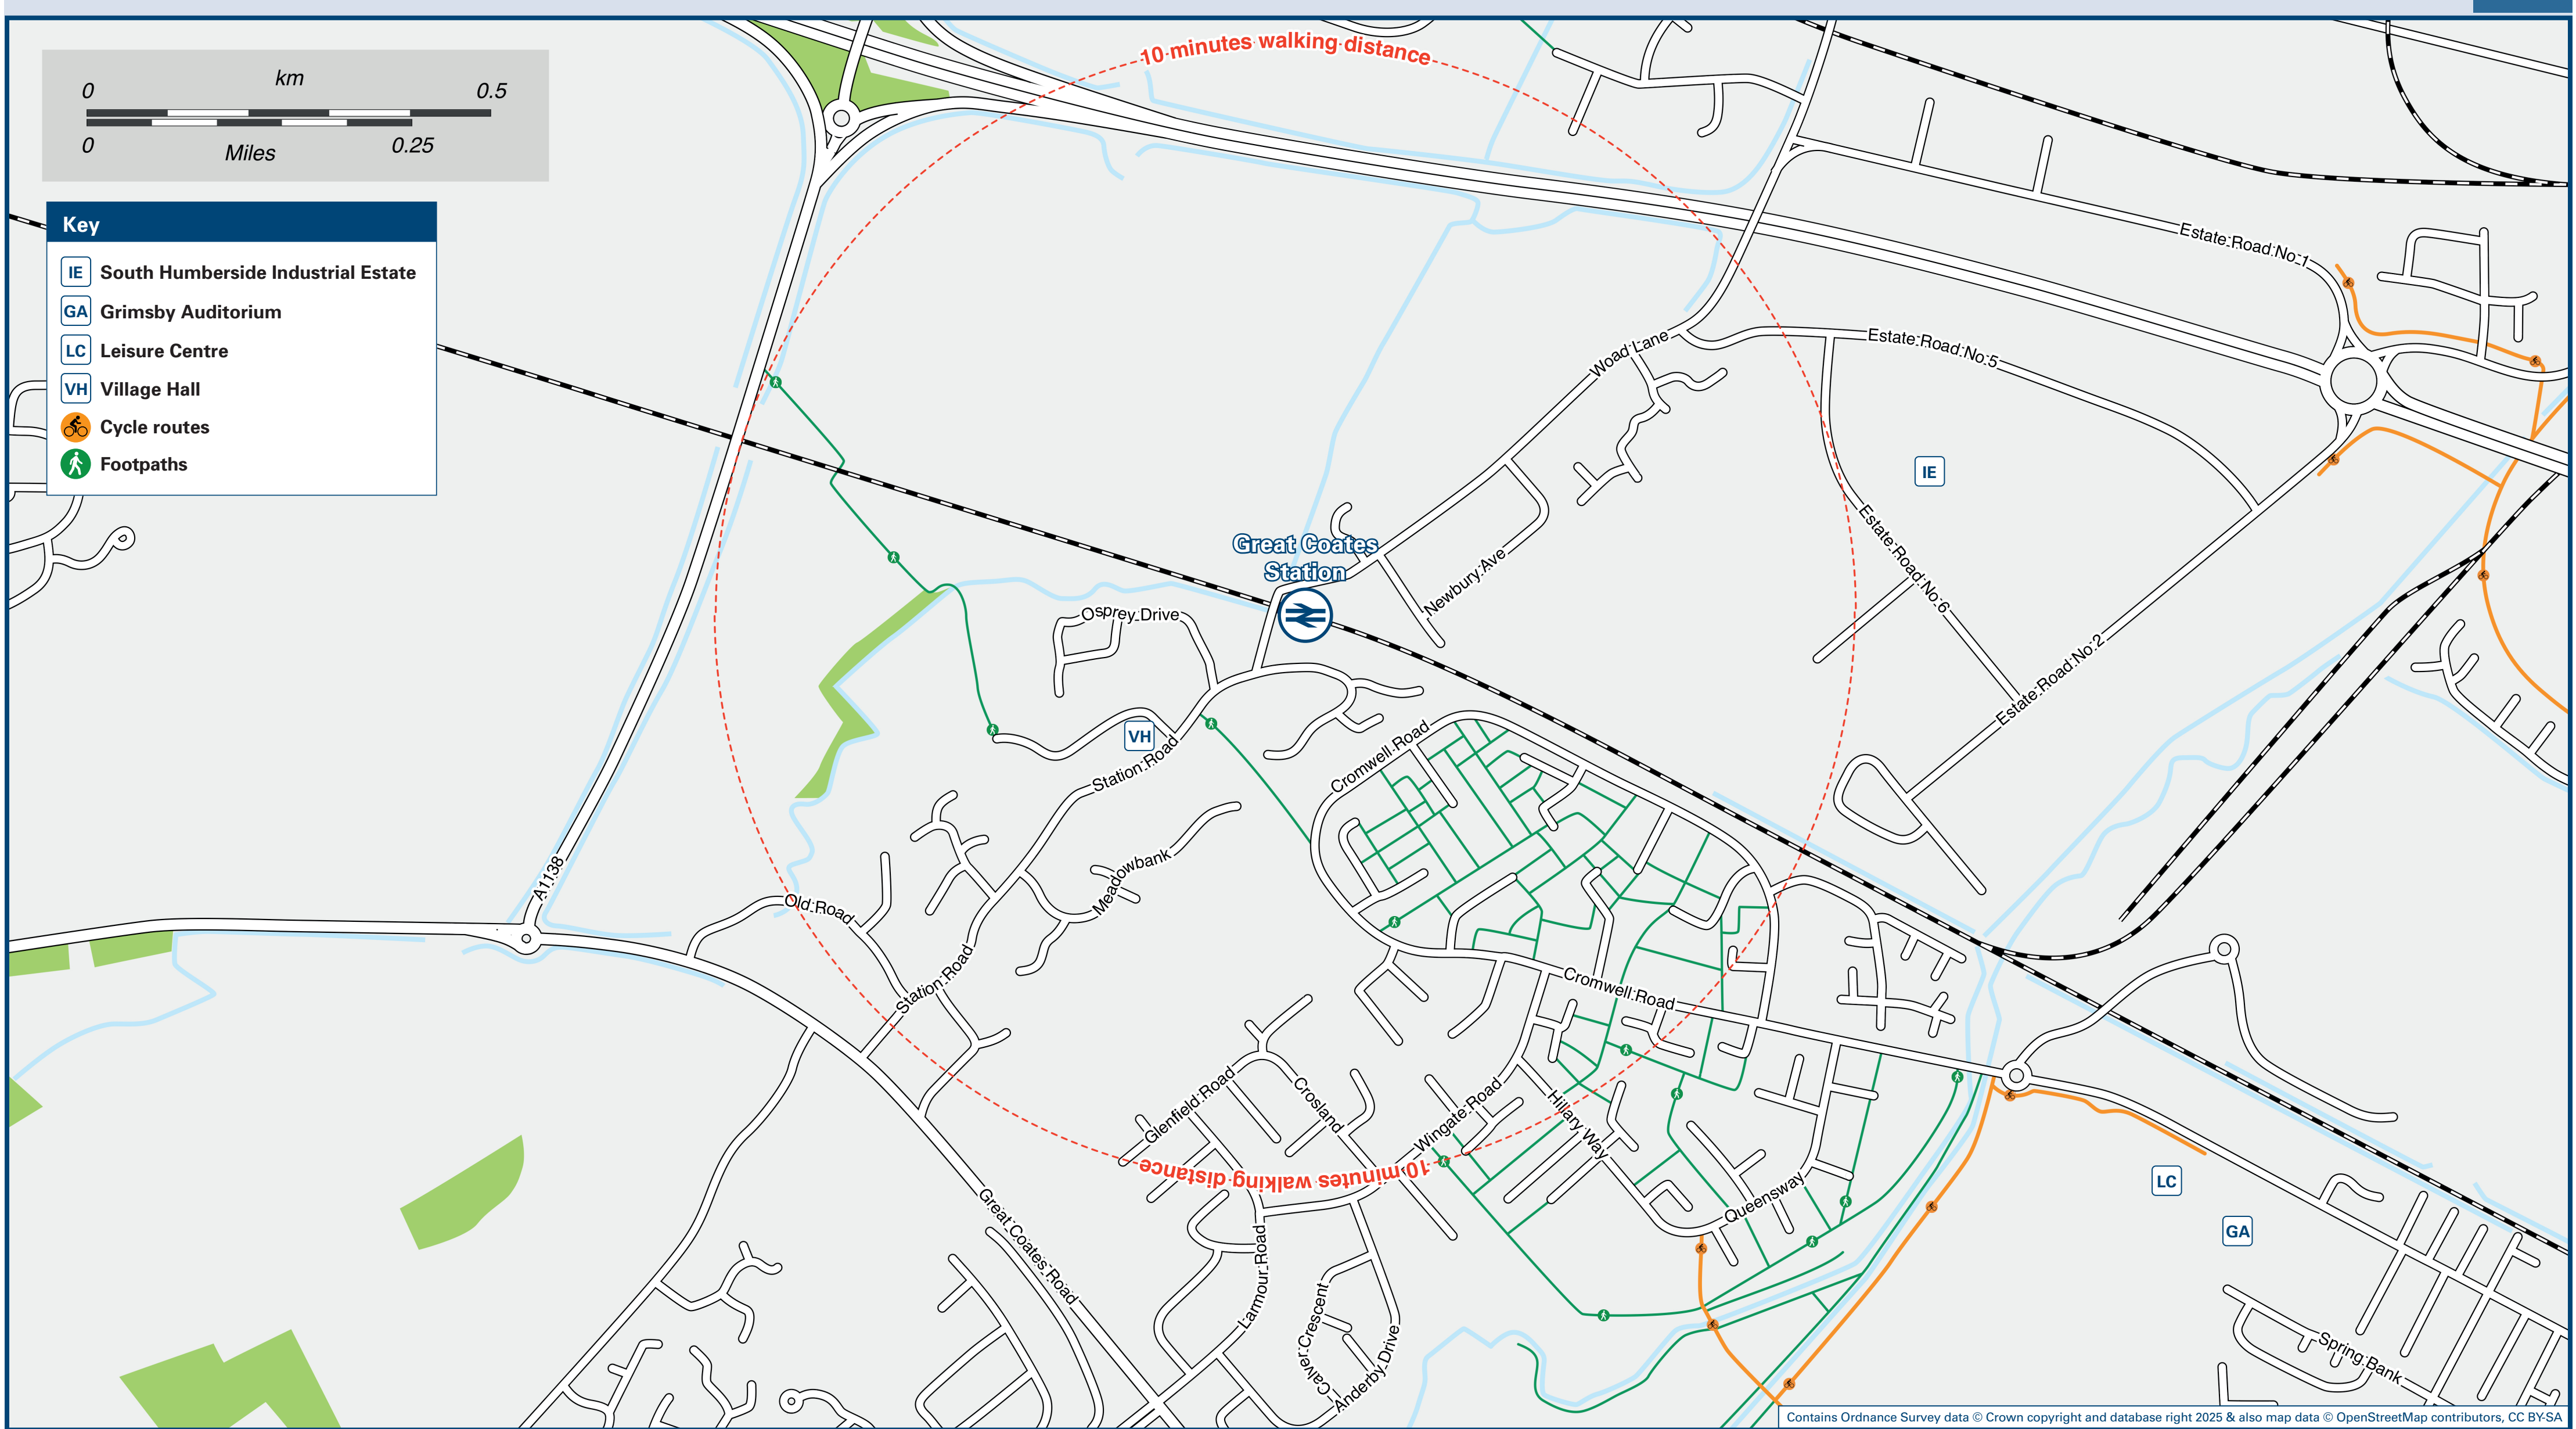 km
0
0.5
0
0.25
Miles
Key
IE South Humberside Industrial Estate
GA Grimsby Auditorium
LC Leisure Centre
VH Village Hall
Cycle routes
Footpaths
10 minutes walking distance
Estate Road No 1
Woad Lane
Estate Road No 5
IE
Great Coates
Station
Estate Road No 6
Newbury Ave
Osprey Drive
Estate Road No 2
VH
Station Road
Cromwell Road
A1138
Meadowbank
Old Road
Station Road
Cromwell Road
Glenfield Road
Crosland
Wingate Road
Hilary Way
10 minutes walking distance
LC
Queensway
GA
Great Coates Road
Larmour Road
Calver Crescent
Anderby Drive
Spring Bank
Contains Ordnance Survey data © Crown copyright and database right 2025 & also map data © OpenStreetMap contributors, CC BY-SA